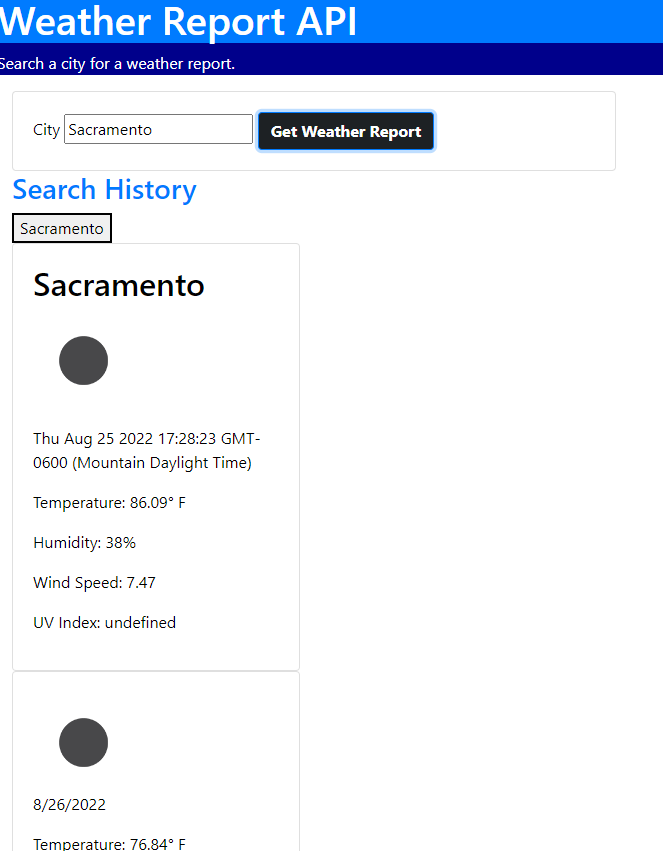 Weather Report API
Search a city for a weather report.
City Sacramento Get Weather Report
Search History
Sacramento
Sacramento
Thu Aug 25 2022 17:28:23 GMT-
0600 (Mountain Daylight Time)
Temperature: 86.09° F
Humidity: 38%
Wind Speed: 7.47
UV Index: undefined
8/26/2022
Temperature: 76.84° F